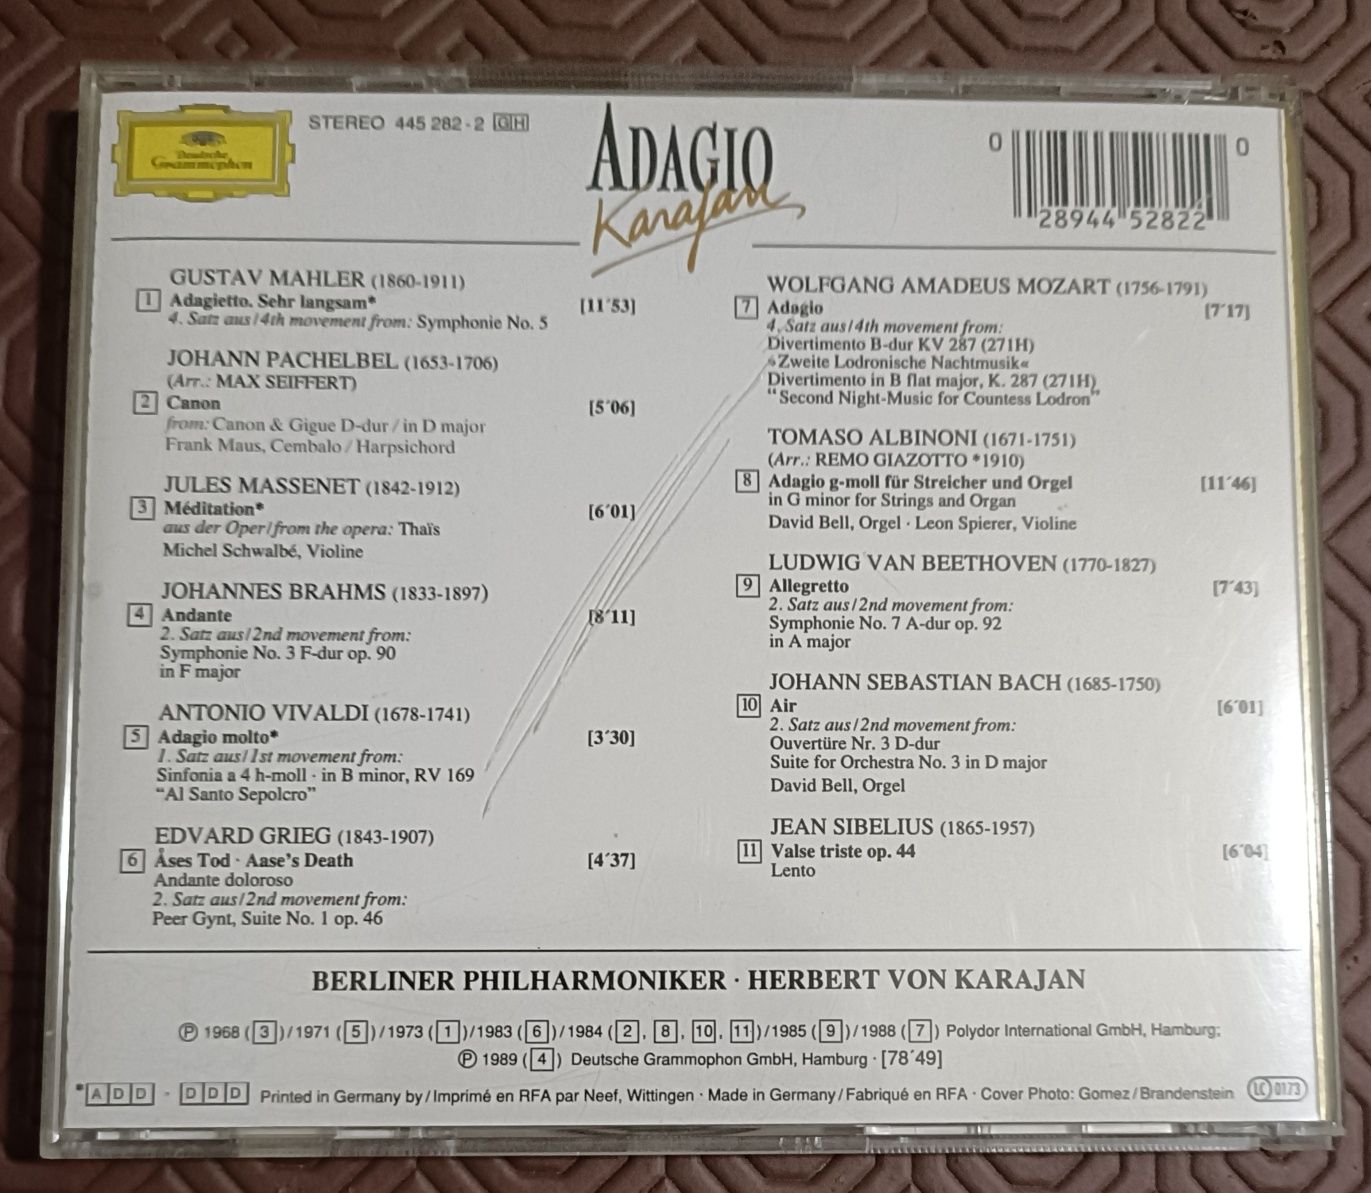 Deutsche
Grammophon
STEREO 445 282-2 GH
ADAGIO
Karajan
0 28944 52822 0
GUSTAV MAHLER (1860-1911)
1 Adagietto. Sehr langsam* [11´53]
4. Satz aus/4th movement from: Symphonie No. 5
JOHANN PACHELBEL (1653-1706)
(Arr.: MAX SEIFFERT)
2 Canon [5´06]
from: Canon & Gigue D-dur / in D major
Frank Maus, Cembalo / Harpsichord
JULES MASSENET (1842-1912)
3 Méditation* [6´01]
aus der Oper/from the opera: Thaïs
Michel Schwalbé, Violine
JOHANNES BRAHMS (1833-1897)
4 Andante [8´11]
2. Satz aus/2nd movement from:
Symphonie No. 3 F-dur op. 90
in F major
ANTONIO VIVALDI (1678-1741)
5 Adagio molto* [3´30]
1. Satz aus/1st movement from:
Sinfonia a 4 h-moll · in B minor, RV 169
“Al Santo Sepolcro”
EDVARD GRIEG (1843-1907)
6 Åses Tod · Aase's Death [4´37]
Andante doloroso
2. Satz aus/2nd movement from:
Peer Gynt, Suite No. 1 op. 46
WOLFGANG AMADEUS MOZART (1756-1791)
7 Adagio [7´17]
4. Satz aus/4th movement from:
Divertimento B-dur KV 287 (271H)
»Zweite Lodronische Nachtmusik«
Divertimento in B flat major, K. 287 (271H)
“Second Night-Music for Countess Lodron”
TOMASO ALBINONI (1671-1751)
(Arr.: REMO GIAZOTTO *1910)
8 Adagio g-moll für Streicher und Orgel [11´46]
in G minor for Strings and Organ
David Bell, Orgel · Leon Spierer, Violine
LUDWIG VAN BEETHOVEN (1770-1827)
9 Allegretto [7´43]
2. Satz aus/2nd movement from:
Symphonie No. 7 A-dur op. 92
in A major
JOHANN SEBASTIAN BACH (1685-1750)
10 Air [6´01]
2. Satz aus/2nd movement from:
Ouvertüre Nr. 3 D-dur
Suite for Orchestra No. 3 in D major
David Bell, Orgel
JEAN SIBELIUS (1865-1957)
11 Valse triste op. 44 [6´04]
Lento
BERLINER PHILHARMONIKER · HERBERT VON KARAJAN
℗ 1968 (3)/1971 (5)/1973 (1)/1983 (6)/1984 (2, 8, 10, 11)/1985 (9)/1988 (7) Polydor International GmbH, Hamburg;
℗ 1989 (4) Deutsche Grammophon GmbH, Hamburg · [78´49]
*ADD · DDD Printed in Germany by/Imprimé en RFA par Neef, Wittingen · Made in Germany/Fabriqué en RFA · Cover Photo: Gomez/Brandenstein LC 0173